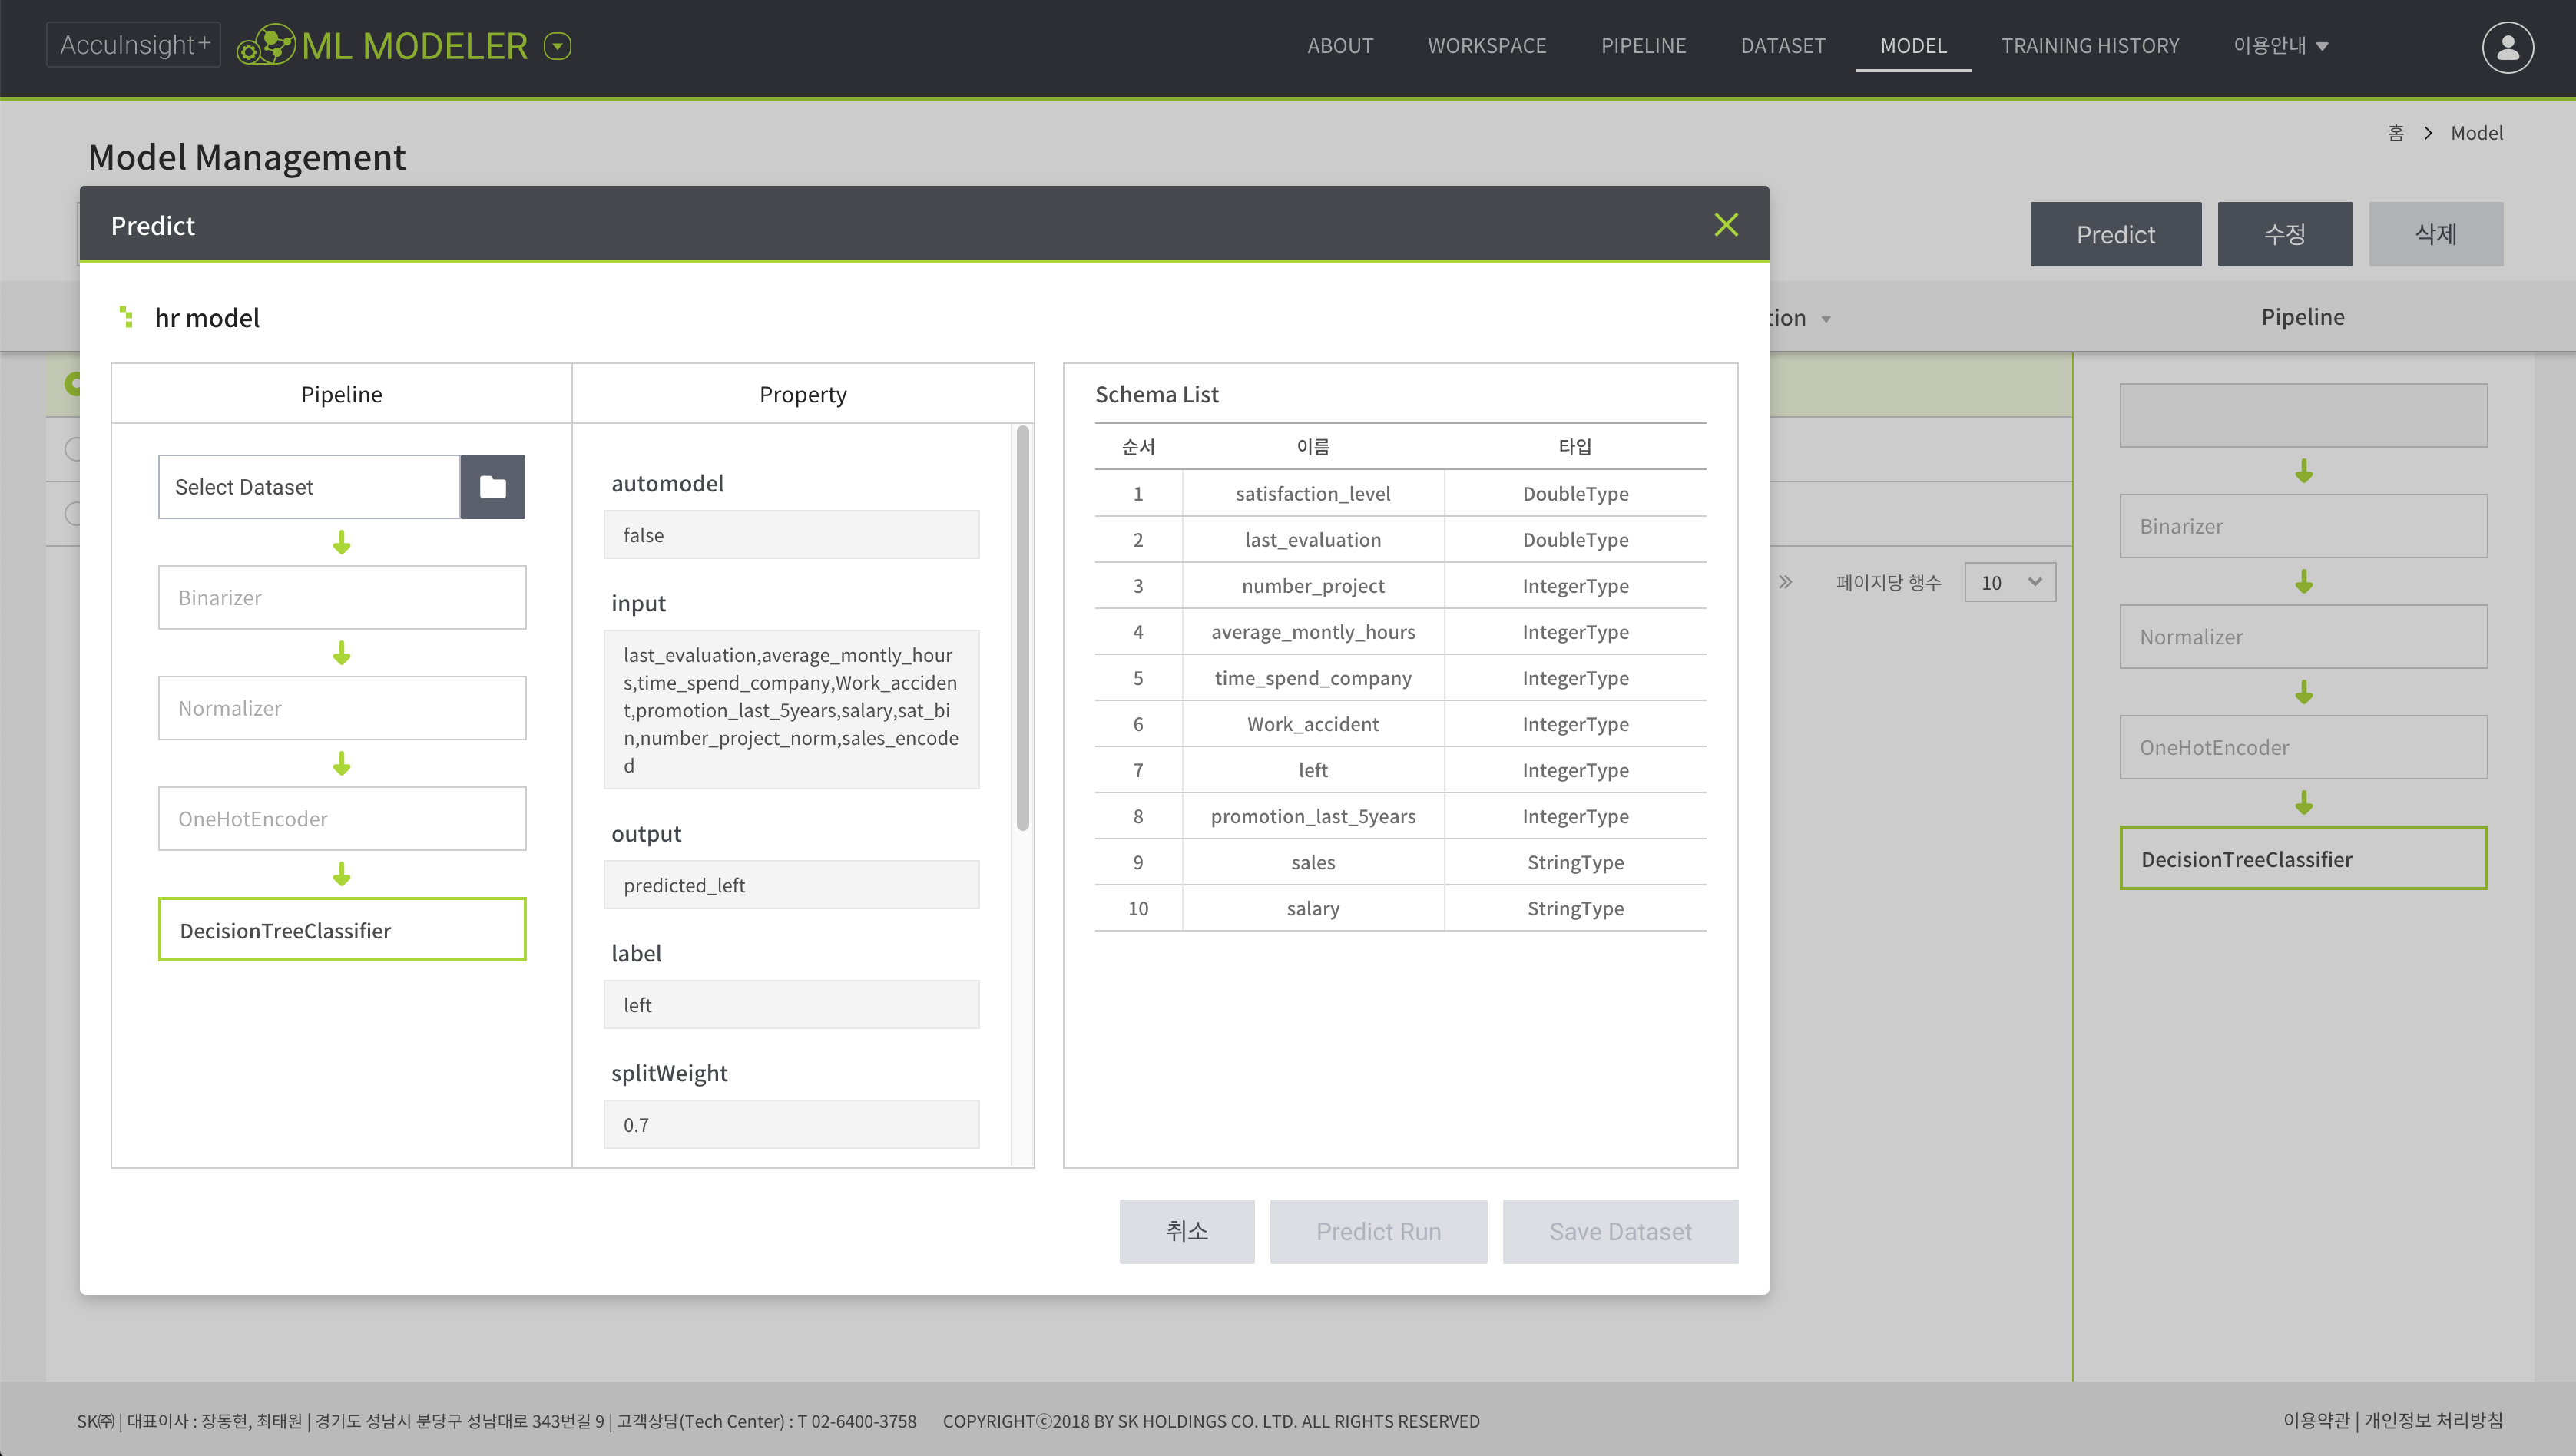 AccuInsight+ ML MODELER
ABOUT WORKSPACE PIPELINE DATASET MODEL TRAINING HISTORY 이용안내
홈 > Model
Model Management
Predict 수정 삭제
Predict
hr model
Pipeline
Property
Select Dataset
Binarizer
Normalizer
OneHotEncoder
DecisionTreeClassifier
automodel
false
input
last_evaluation,average_montly_hour
s,time_spend_company,Work_acciden
t,promotion_last_5years,salary,sat_bi
n,number_project_norm,sales_encode
d
output
predicted_left
label
left
splitWeight
0.7
Schema List
순서 이름 타입
1 satisfaction_level DoubleType
2 last_evaluation DoubleType
3 number_project IntegerType
4 average_montly_hours IntegerType
5 time_spend_company IntegerType
6 Work_accident IntegerType
7 left IntegerType
8 promotion_last_5years IntegerType
9 sales StringType
10 salary StringType
취소 Predict Run Save Dataset
tion
페이지당 행수 10
Pipeline
Binarizer
Normalizer
OneHotEncoder
DecisionTreeClassifier
SK㈜ | 대표이사 : 장동현, 최태원 | 경기도 성남시 분당구 성남대로 343번길 9 | 고객상담(Tech Center) : T 02-6400-3758 COPYRIGHTⓒ2018 BY SK HOLDINGS CO. LTD. ALL RIGHTS RESERVED
이용약관 | 개인정보 처리방침